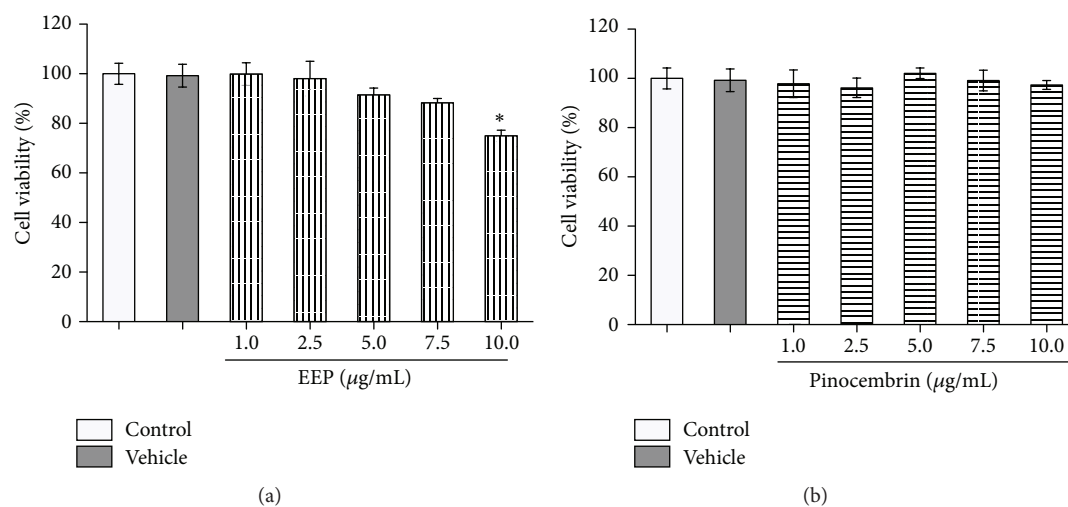 120
100
80
60
40
20
0
Cell viability (%)
*
1.0 2.5 5.0 7.5 10.0
EEP (μg/mL)
Control
Vehicle
(a)
120
100
80
60
40
20
0
Cell viability (%)
1.0 2.5 5.0 7.5 10.0
Pinocembrin (μg/mL)
Control
Vehicle
(b)